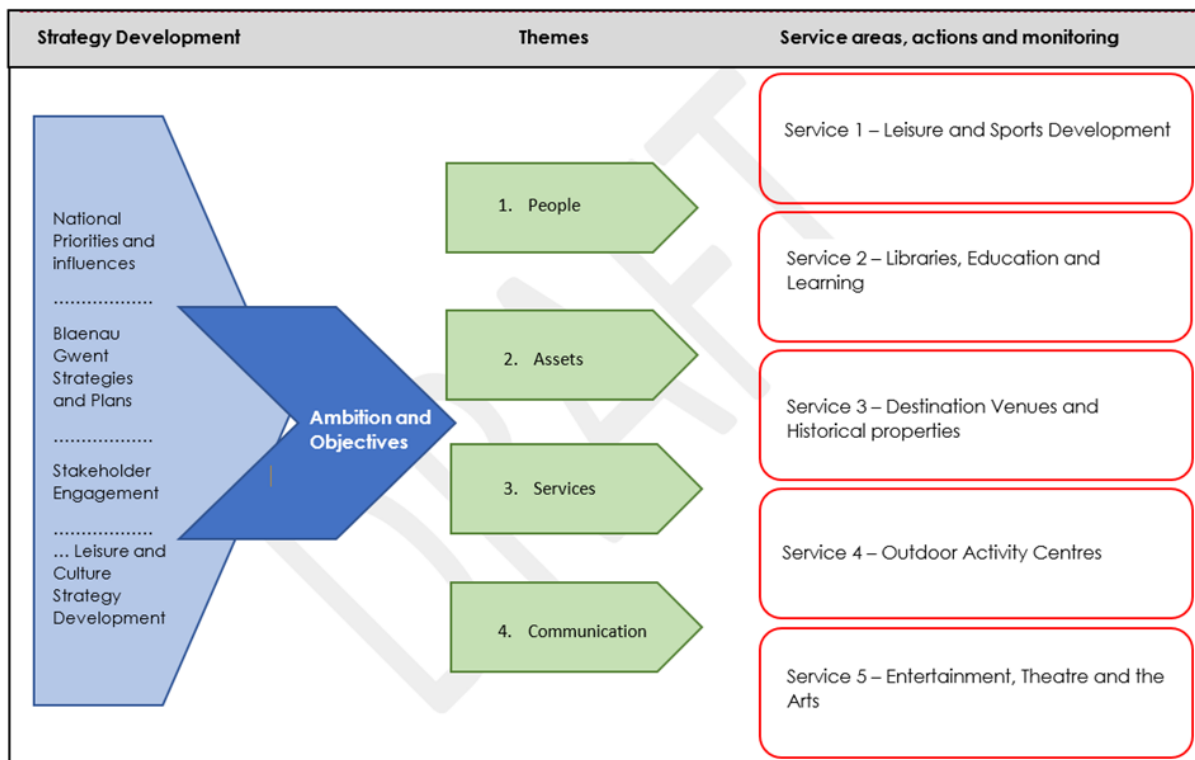 Strategy Development
Themes
Service areas, actions and monitoring
National
Priorities and
influences
..................
Blaenau
Gwent
Strategies
and Plans
..................
Stakeholder
Engagement
..................
... Leisure and
Culture
Strategy
Development
Ambition and
Objectives
1. People
2. Assets
3. Services
4. Communication
Service 1 – Leisure and Sports Development
Service 2 – Libraries, Education and
Learning
Service 3 – Destination Venues and
Historical properties
Service 4 – Outdoor Activity Centres
Service 5 – Entertainment, Theatre and the
Arts
DRAFT